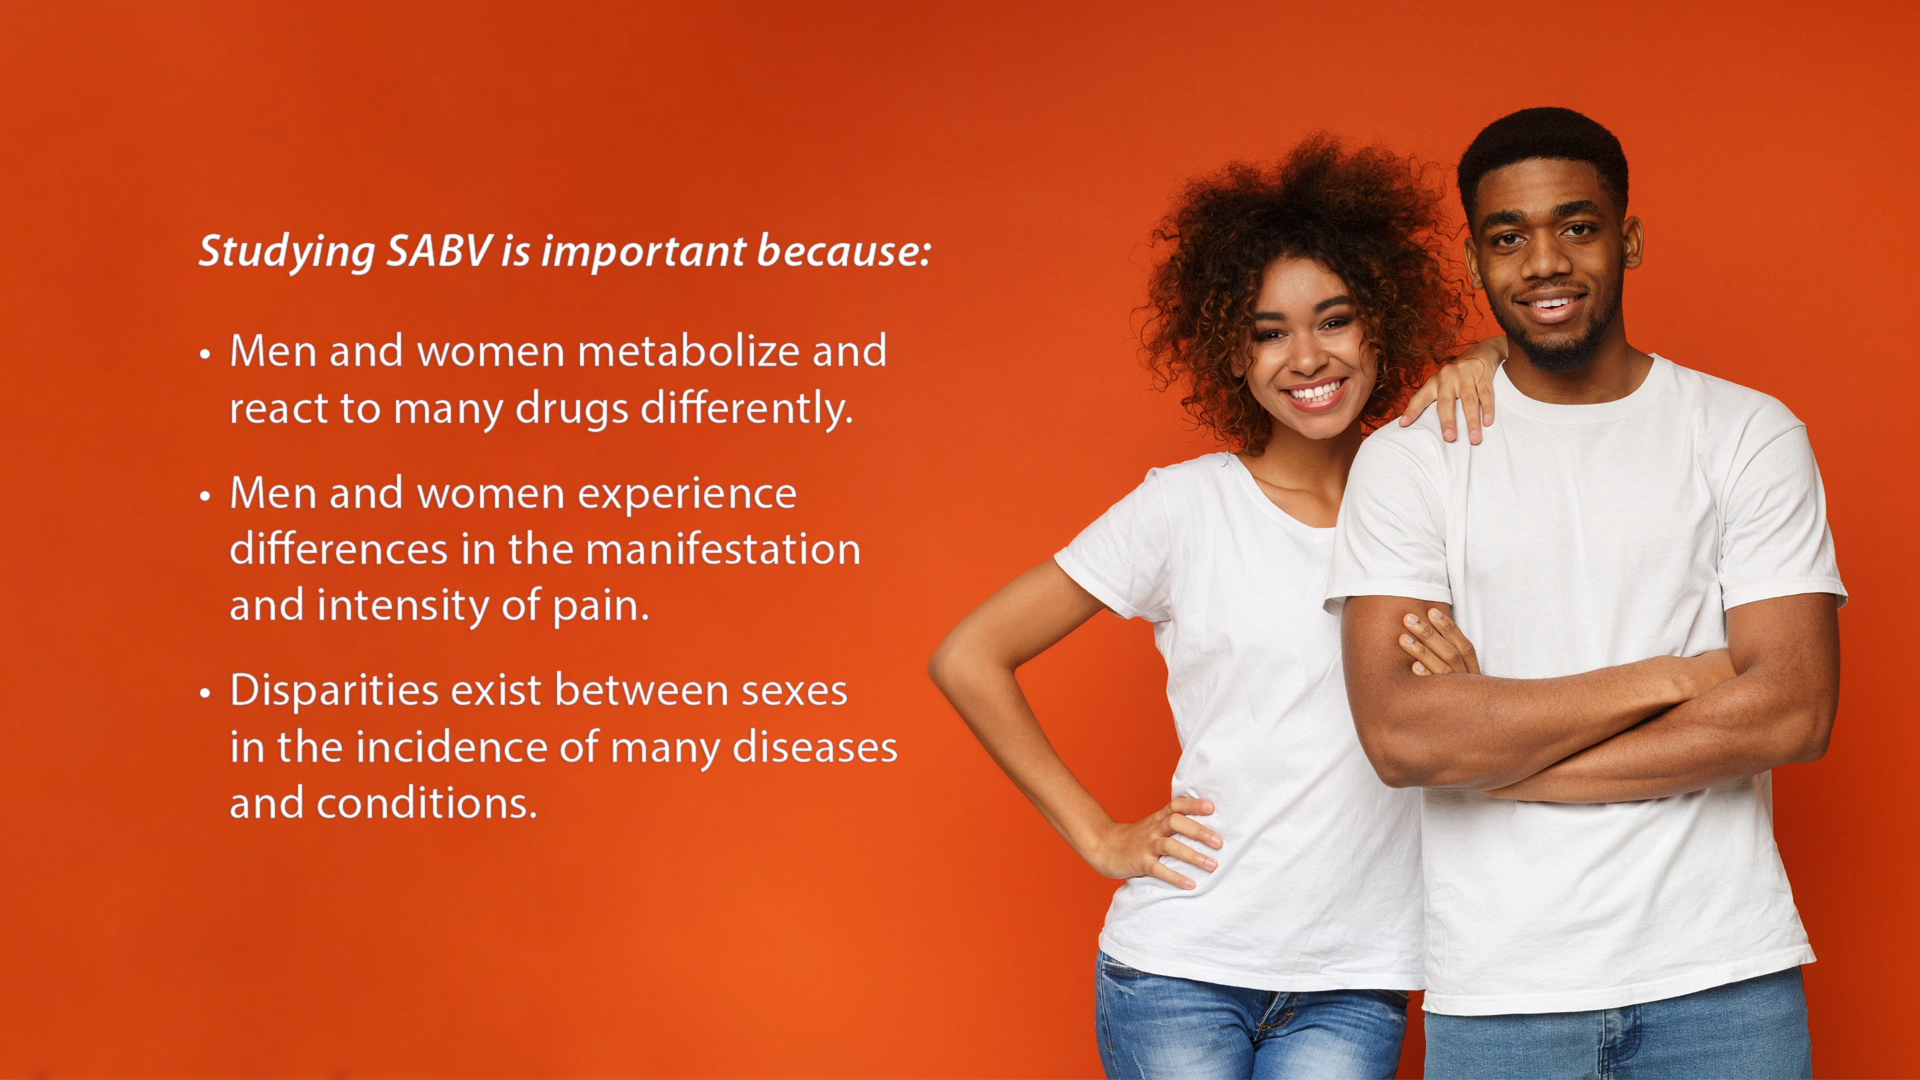 Studying SABV is important because:
• Men and women metabolize and
react to many drugs differently.
• Men and women experience
differences in the manifestation
and intensity of pain.
• Disparities exist between sexes
in the incidence of many diseases
and conditions.